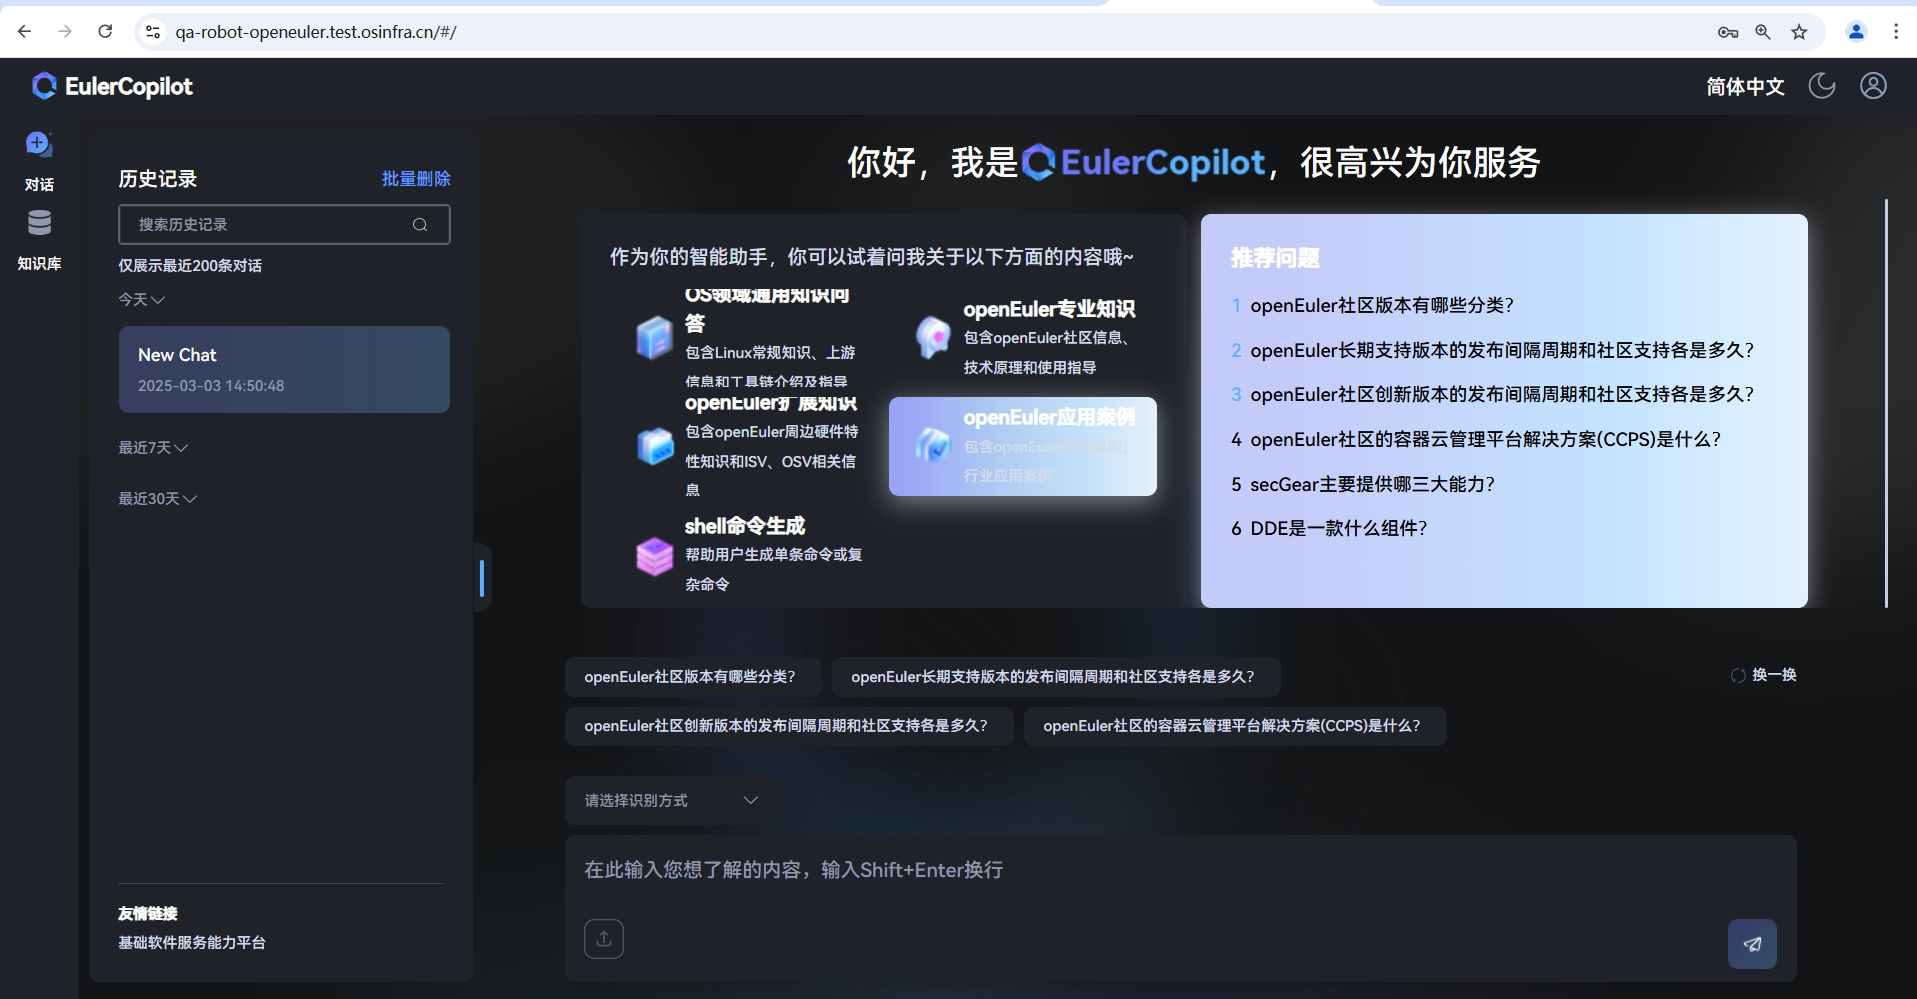 qa-robot-openeuler.test.osinfra.cn/#/
EulerCopilot
简体中文
对话
知识库
历史记录
批量删除
搜索历史记录
仅展示最近200条对话
今天
New Chat
2025-03-03 14:50:48
最近7天
最近30天
友情链接
基础软件服务能力平台
你好，我是EulerCopilot，很高兴为你服务
作为你的智能助手，你可以试着问我关于以下方面的内容哦~
OS领域通用知识问
答
包含Linux常规知识、上游
信息和工具链介绍及指导
openEuler专业知识
包含openEuler社区信息、
技术原理和使用指导
openEuler扩展知识
包含openEuler周边硬件特
性知识和ISV、OSV相关信
息
openEuler应用案例
包含openEuler技术案例、
行业应用案例
shell命令生成
帮助用户生成单条命令或复
杂命令
推荐问题
1 openEuler社区版本有哪些分类？
2 openEuler长期支持版本的发布间隔周期和社区支持各是多久？
3 openEuler社区创新版本的发布间隔周期和社区支持各是多久？
4 openEuler社区的容器云管理平台解决方案(CCPS)是什么？
5 secGear主要提供哪三大能力？
6 DDE是一款什么组件？
openEuler社区版本有哪些分类？
openEuler长期支持版本的发布间隔周期和社区支持各是多久？
换一换
openEuler社区创新版本的发布间隔周期和社区支持各是多久？
openEuler社区的容器云管理平台解决方案(CCPS)是什么？
请选择识别方式
在此输入您想了解的内容，输入Shift+Enter换行